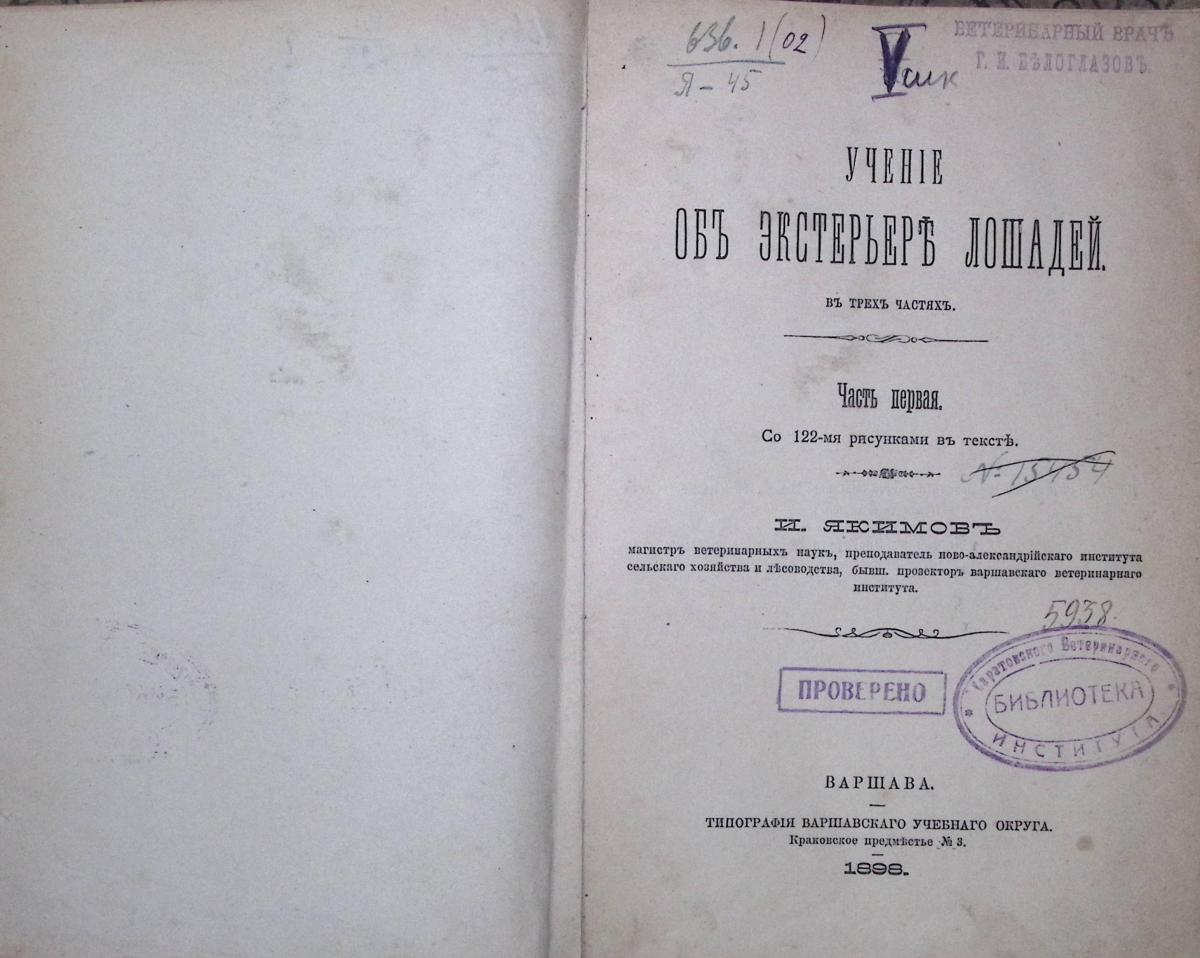 636. 1(02)
Я - 45
V
ВЕТЕРИНАРНЫЙ ВРАЧЪ
Г. И. БѢЛОГЛАЗОВЪ.
УЧЕНІЕ
ОБЪ ЭКСТЕРЬЕРѢ ЛОШАДЕЙ.
ВЪ ТРЕХЪ ЧАСТЯХЪ.
Часть первая.
Со 122-мя рисунками въ текстѣ.
№ 15454
И. ЯКИМОВЪ
магистръ ветеринарныхъ наукъ, преподаватель ново-александрійскаго института
сельскаго хозяйства и лѣсоводства, бывш. прозекторъ варшавскаго ветеринарнаго
института.
5938.
ПРОВЕРЕНО
Саратовского Ветеринарного
БИБЛИОТЕКА
ИНСТИТУТА
ВАРШАВА.
ТИПОГРАФІЯ ВАРШАВСКАГО УЧЕБНАГО ОКРУГА.
Краковское предмѣстье № 3.
1898.